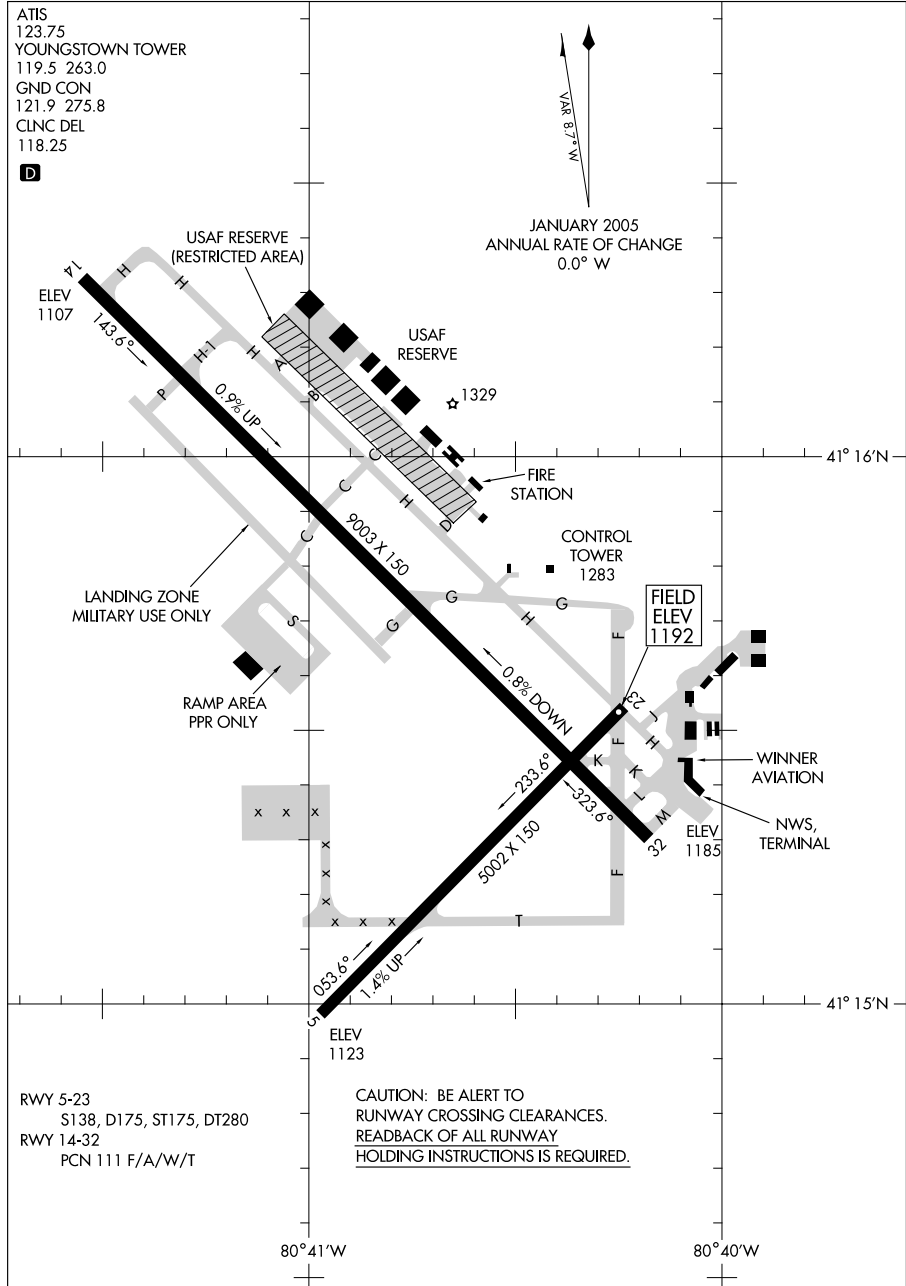 ATIS
123.75
YOUNGSTOWN TOWER
119.5 263.0
GND CON
121.9 275.8
CLNC DEL
118.25
D
VAR 8.7° W
JANUARY 2005
ANNUAL RATE OF CHANGE
0.0° W
USAF RESERVE
(RESTRICTED AREA)
14
ELEV
1107
143.6°
H
H
H-1
H
P
A
B
0.9% UP
USAF
RESERVE
1329
41° 16'N
C
C
C
H
D
FIRE
STATION
9003 X 150
CONTROL
TOWER
1283
LANDING ZONE
MILITARY USE ONLY
FIELD
ELEV
1192
G
G
G
H
F
S
RAMP AREA
PPR ONLY
0.8% DOWN
23
J
H
F
K
K
L
M
WINNER
AVIATION
NWS,
TERMINAL
233.6°
323.6°
32
ELEV
1185
5002 X 150
x x x
x
x
x
x x x
F
T
053.6°
1.4% UP
5
ELEV
1123
41° 15'N
RWY 5-23
S138, D175, ST175, DT280
RWY 14-32
PCN 111 F/A/W/T
CAUTION: BE ALERT TO
RUNWAY CROSSING CLEARANCES.
READBACK OF ALL RUNWAY
HOLDING INSTRUCTIONS IS REQUIRED.
80°41'W
80°40'W